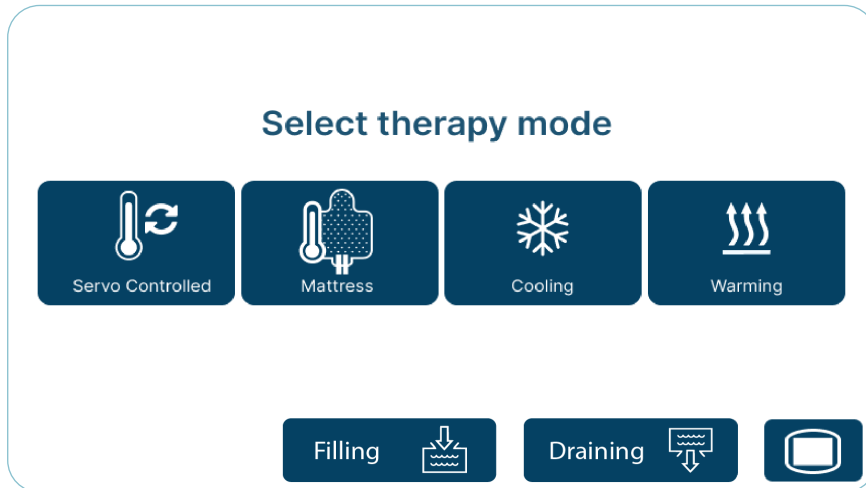 Select therapy mode
Servo Controlled
Mattress
Cooling
Warming
Filling
Draining